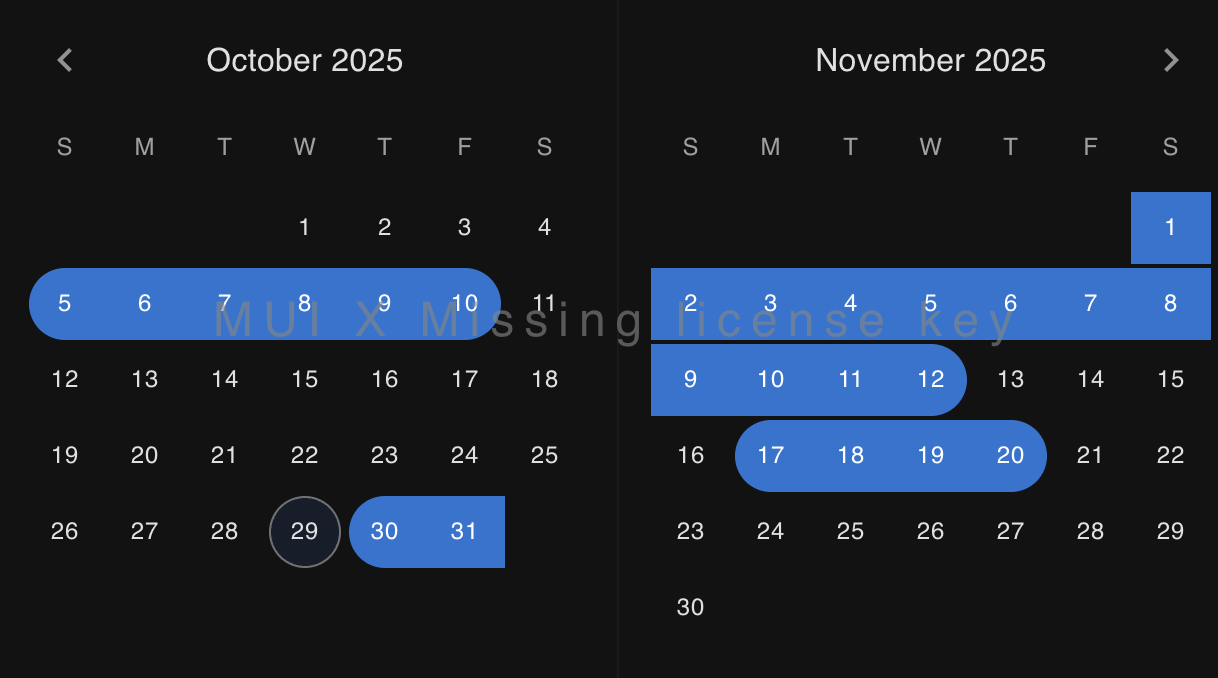 October 2025
S M T W T F S
1 2 3 4
5 6 7 8 9 10 11
12 13 14 15 16 17 18
19 20 21 22 23 24 25
26 27 28 29 30 31
November 2025
S M T W T F S
1
2 3 4 5 6 7 8
9 10 11 12 13 14 15
16 17 18 19 20 21 22
23 24 25 26 27 28 29
30
MUI X Missing license key